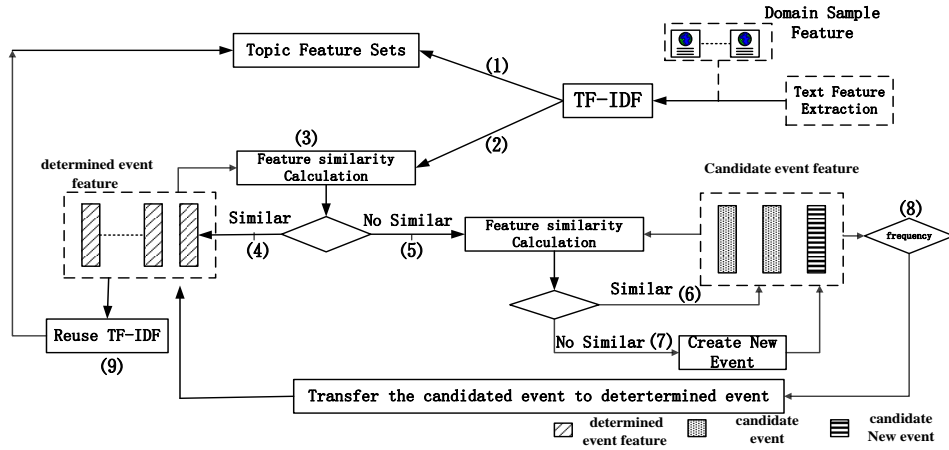 Domain Sample
Feature
Topic Feature Sets
(1)
TF-IDF
Text Feature
Extraction
(2)
(3)
Feature similarity
Calculation
determined event
feature
Candidate event feature
(8)
frequency
Similar
(4)
No Similar
(5)
Feature similarity
Calculation
Similar (6)
No Similar (7)
Create New
Event
Reuse TF-IDF
(9)
Transfer the candidated event to detertermined event
determined
event feature
candidate
event
candidate
New event